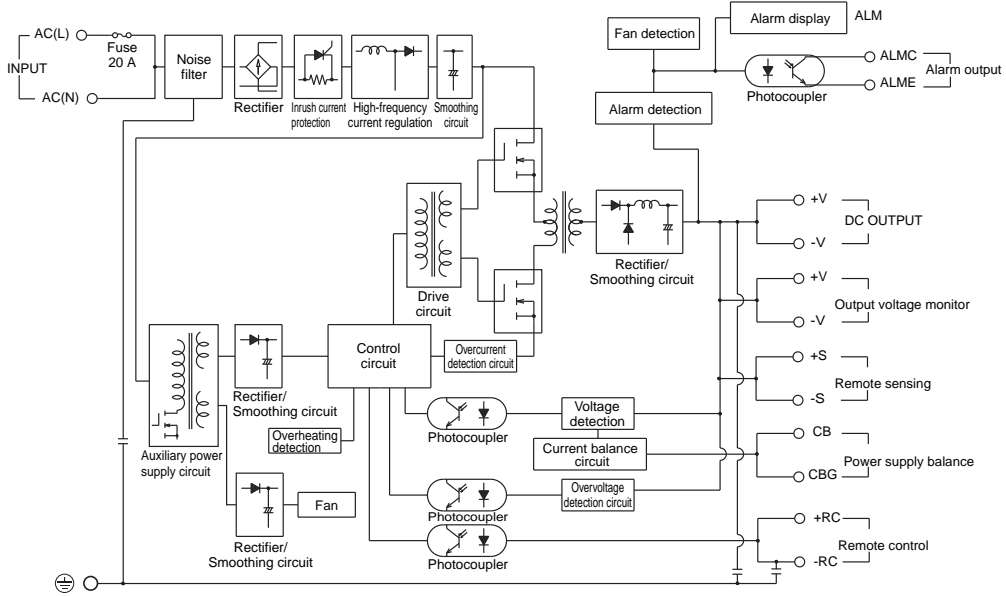 AC(L)
Fuse
20 A
INPUT
AC(N)
Noise
filter
Rectifier
Inrush current
protection
High-frequency
current regulation
Smoothing
circuit
Fan detection
Alarm display
ALM
Photocoupler
ALMC
ALME
Alarm output
Alarm detection
Drive
circuit
Rectifier/
Smoothing circuit
+V
DC OUTPUT
-V
+V
Output voltage monitor
-V
+S
Remote sensing
-S
CB
Power supply balance
CBG
+RC
Remote control
-RC
Control
circuit
Overcurrent
detection circuit
Rectifier/
Smoothing circuit
Auxiliary power
supply circuit
Overheating
detection
Photocoupler
Voltage
detection
Current balance
circuit
Photocoupler
Overvoltage
detection circuit
Fan
Rectifier/
Smoothing circuit
Photocoupler